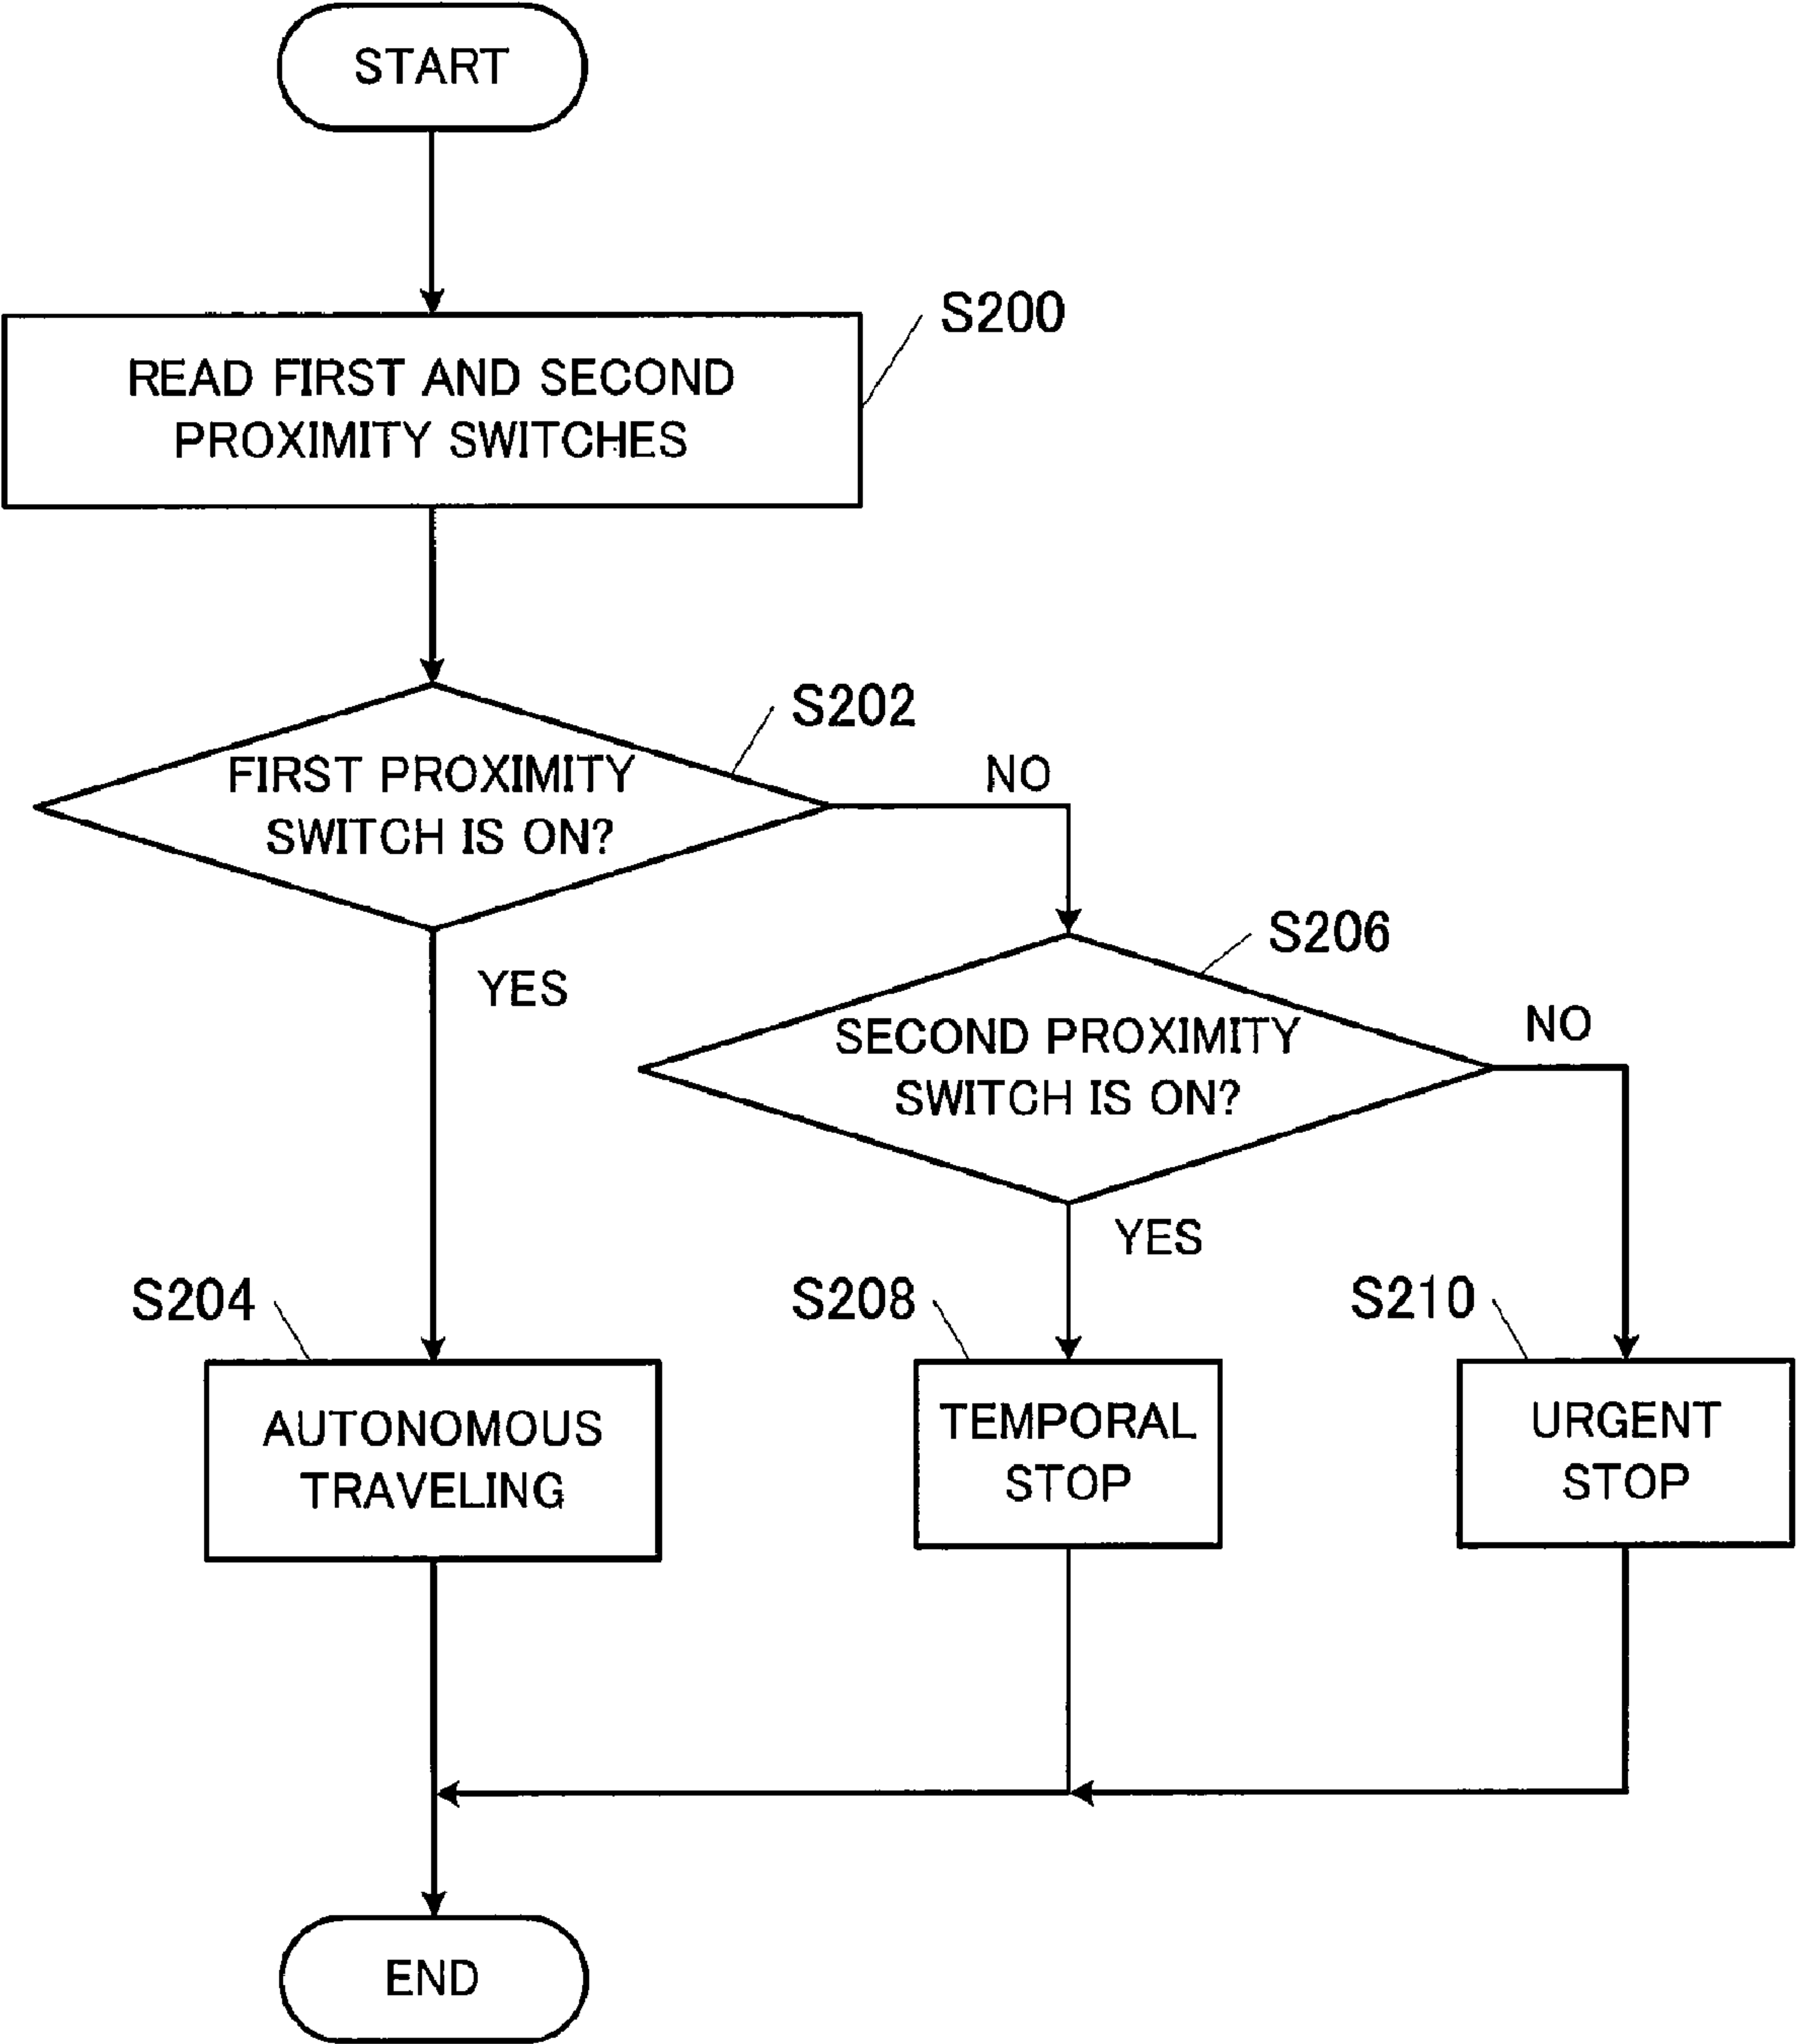 START
S200
READ FIRST AND SECOND
PROXIMITY SWITCHES
S202
FIRST PROXIMITY
SWITCH IS ON?
NO
YES
S206
SECOND PROXIMITY
SWITCH IS ON?
NO
YES
S204
AUTONOMOUS
TRAVELING
S208
TEMPORAL
STOP
S210
URGENT
STOP
END